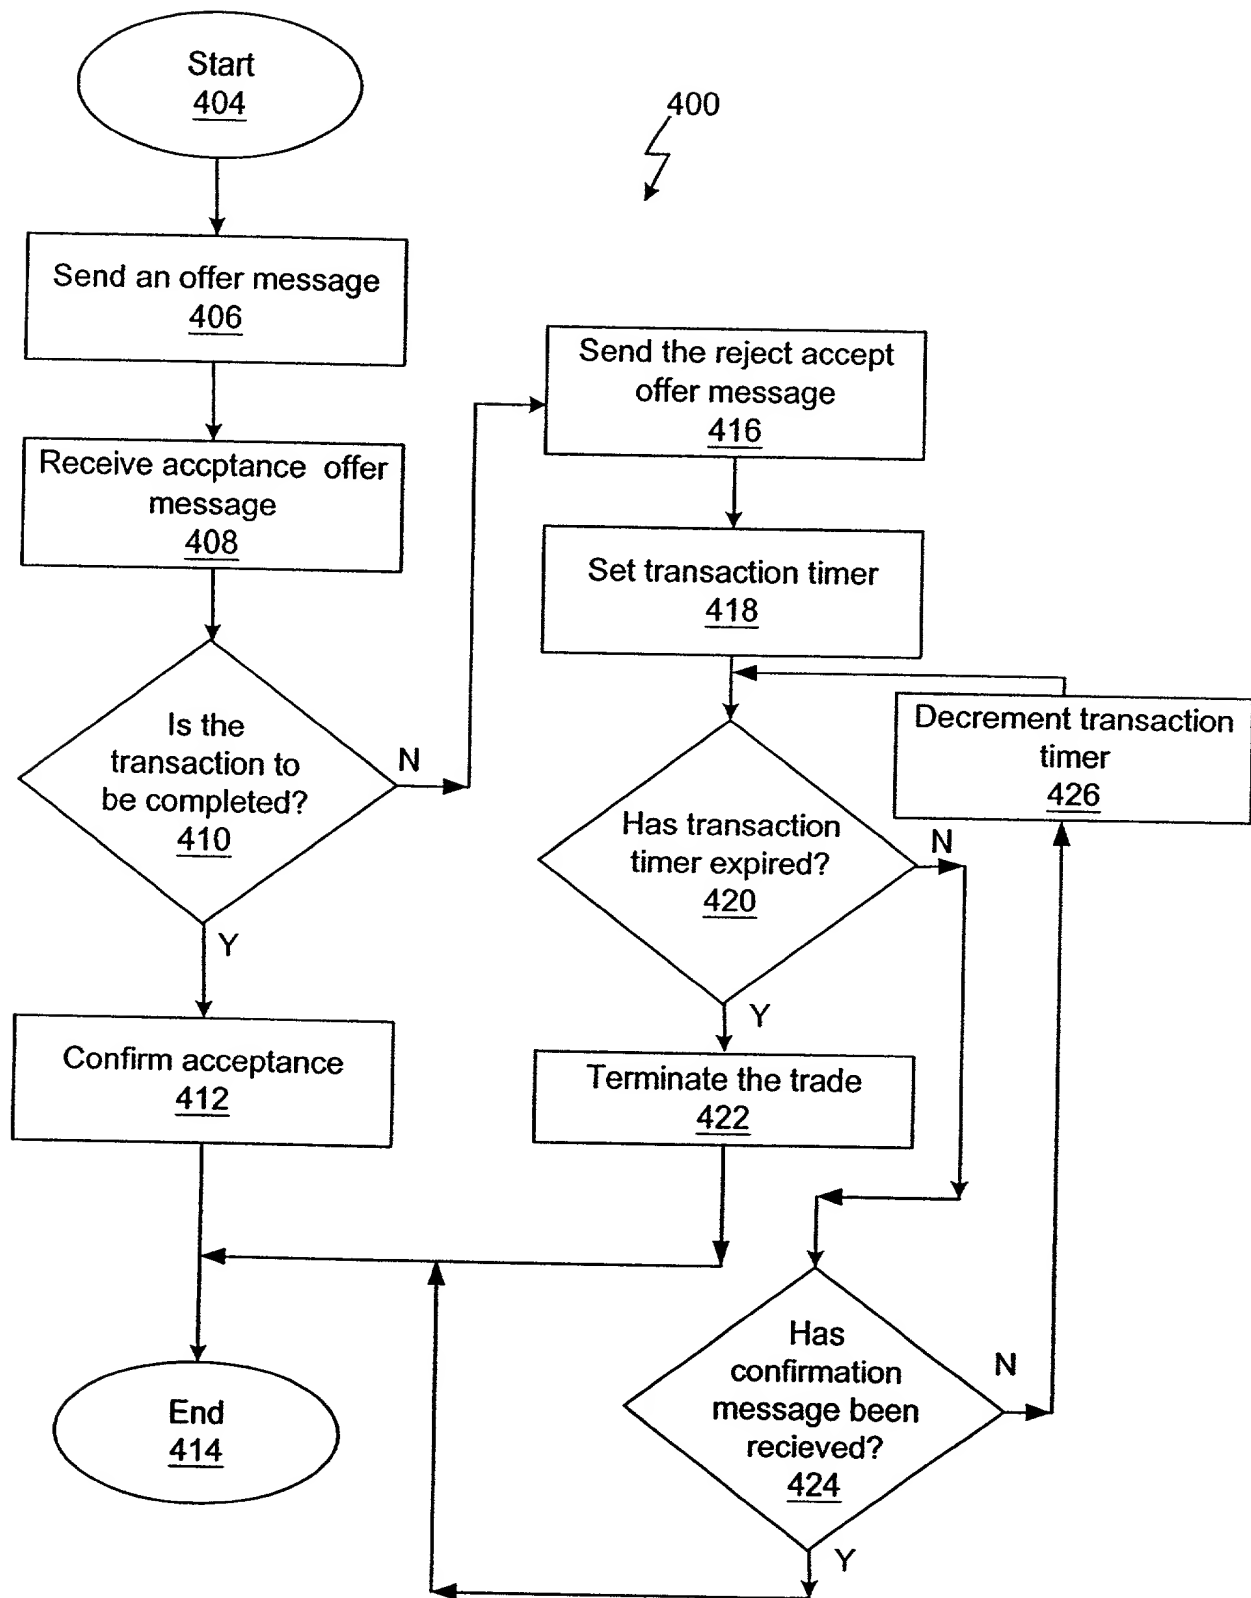 Start
404
400
Send an offer message
406
Receive accptance offer
message
408
Is the
transaction to
be completed?
410
N
Y
Confirm acceptance
412
End
414
Send the reject accept
offer message
416
Set transaction timer
418
Has transaction
timer expired?
420
N
Y
Terminate the trade
422
Decrement transaction
timer
426
Has
confirmation
message been
recieved?
424
N
Y